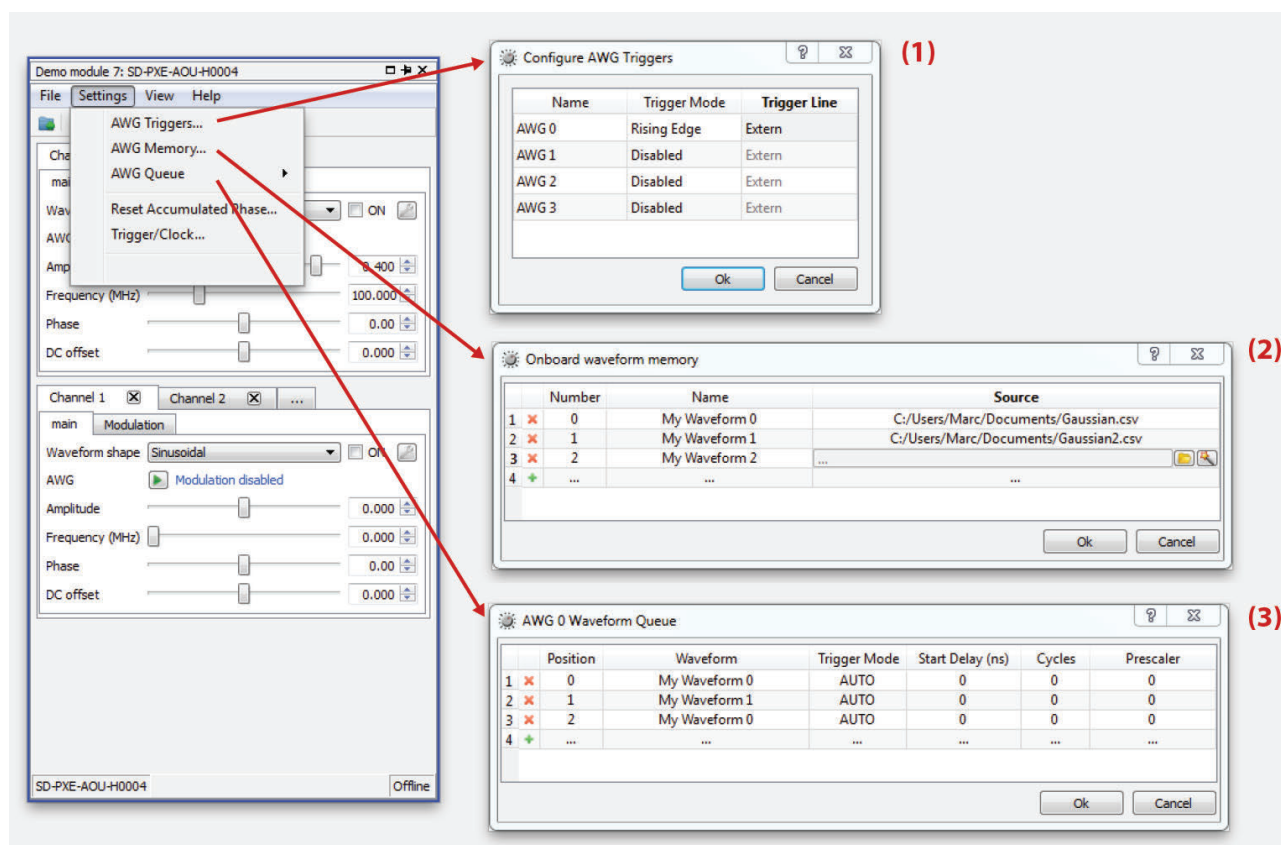 Demo module 7: SD-PXE-AOU-H0004
File Settings View Help
AWG Triggers...
AWG Memory...
AWG Queue
Reset Accumulated Phase...
Trigger/Clock...
Cha
mai
Wav ON
AWG
Amp 0.400
Frequency (MHz) 100.000
Phase 0.00
DC offset 0.000
Channel 1 Channel 2 ...
main Modulation
Waveform shape Sinusoidal ON
AWG Modulation disabled
Amplitude 0.000
Frequency (MHz) 0.000
Phase 0.00
DC offset 0.000
SD-PXE-AOU-H0004 Offline
Configure AWG Triggers ? (1)
Name Trigger Mode Trigger Line
AWG 0 Rising Edge Extern
AWG 1 Disabled Extern
AWG 2 Disabled Extern
AWG 3 Disabled Extern
Ok Cancel
Onboard waveform memory ? (2)
Number Name Source
1 0 My Waveform 0 C:/Users/Marc/Documents/Gaussian.csv
2 1 My Waveform 1 C:/Users/Marc/Documents/Gaussian2.csv
3 2 My Waveform 2 ...
4 ... ... ...
Ok Cancel
AWG 0 Waveform Queue ? (3)
Position Waveform Trigger Mode Start Delay (ns) Cycles Prescaler
1 0 My Waveform 0 AUTO 0 0 0
2 1 My Waveform 1 AUTO 0 0 0
3 2 My Waveform 0 AUTO 0 0 0
4 ... ... ... ... ... ...
Ok Cancel